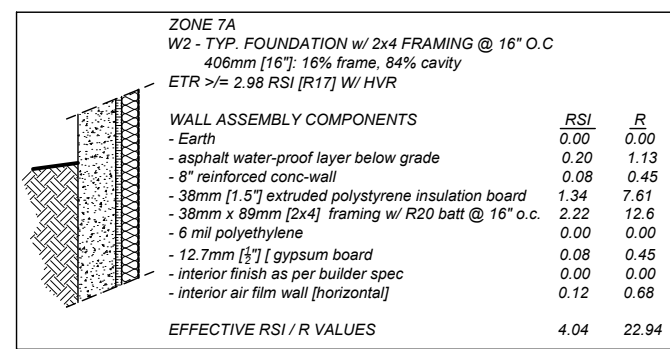 ZONE 7A
W2 - TYP. FOUNDATION w/ 2x4 FRAMING @ 16" O.C
406mm [16"]: 16% frame, 84% cavity
ETR >/= 2.98 RSI [R17] W/ HVR
WALL ASSEMBLY COMPONENTS RSI R
- Earth 0.00 0.00
- asphalt water-proof layer below grade 0.20 1.13
- 8" reinforced conc-wall 0.08 0.45
- 38mm [1.5"] extruded polystyrene insulation board 1.34 7.61
- 38mm x 89mm [2x4] framing w/ R20 batt @ 16" o.c. 2.22 12.6
- 6 mil polyethylene 0.00 0.00
- 12.7mm [½"] [ gypsum board 0.08 0.45
- interior finish as per builder spec 0.00 0.00
- interior air film wall [horizontal] 0.12 0.68
EFFECTIVE RSI / R VALUES 4.04 22.94